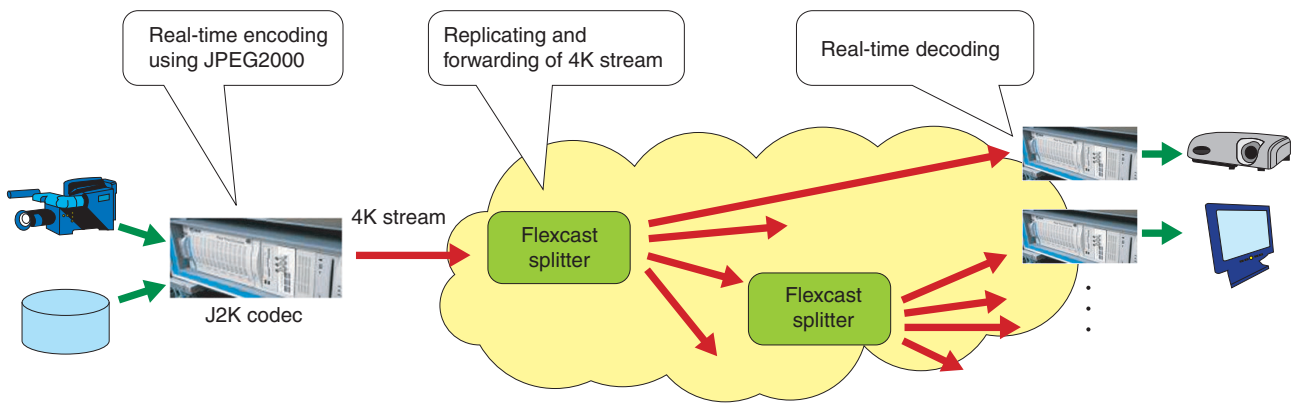 Real-time encoding
using JPEG2000
Replicating and
forwarding of 4K stream
Real-time decoding
4K stream
Flexcast
splitter
Flexcast
splitter
J2K codec